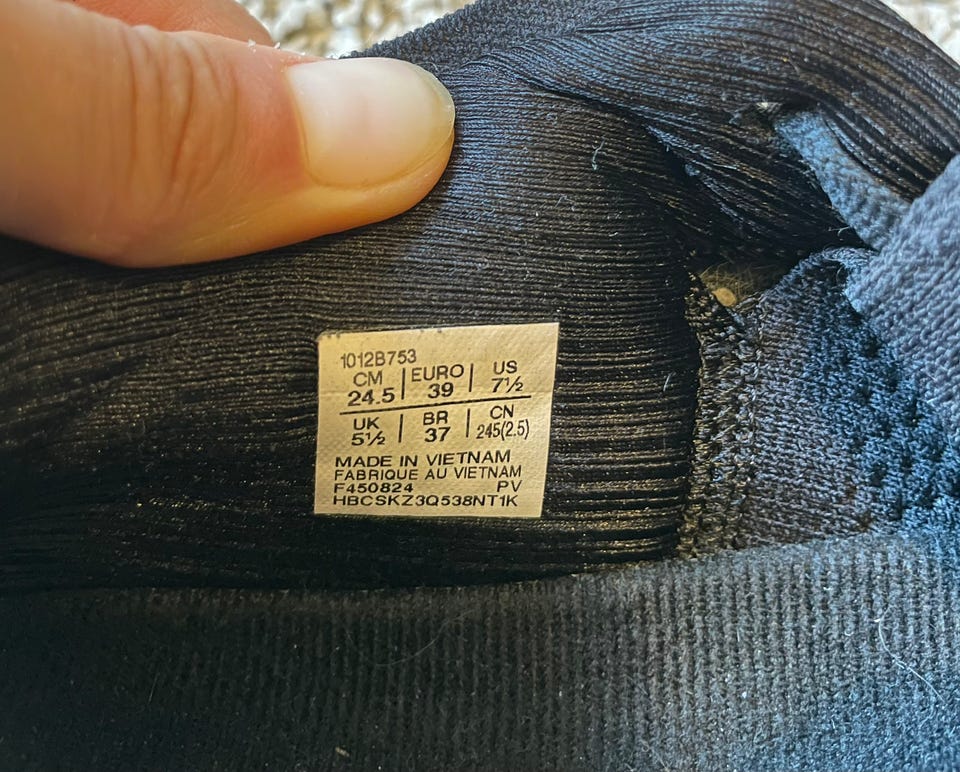 1012B753
CM | EURO | US
24.5 | 39 | 7½
UK | BR | CN
5½ | 37 | 245(2.5)
MADE IN VIETNAM
FABRIQUE AU VIETNAM
F450824 PV
HBCSKZ3Q538NT1K